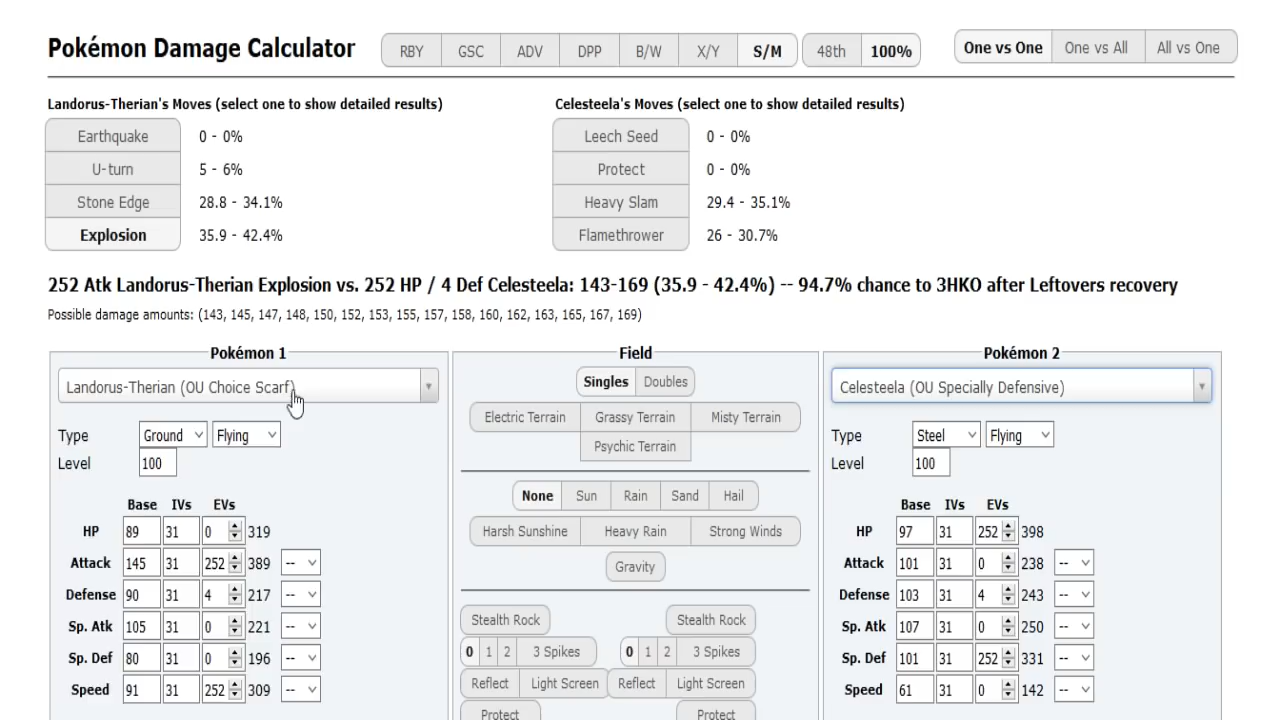 Pokémon Damage Calculator RBY GSC ADV DPP B/W X/Y S/M 48th 100% One vs One One vs All All vs One
Landorus-Therian's Moves (select one to show detailed results) Celesteela's Moves (select one to show detailed results)
Earthquake 0 - 0% Leech Seed 0 - 0%
U-turn 5 - 6% Protect 0 - 0%
Stone Edge 28.8 - 34.1% Heavy Slam 29.4 - 35.1%
Explosion 35.9 - 42.4% Flamethrower 26 - 30.7%
252 Atk Landorus-Therian Explosion vs. 252 HP / 4 Def Celesteela: 143-169 (35.9 - 42.4%) -- 94.7% chance to 3HKO after Leftovers recovery
Possible damage amounts: (143, 145, 147, 148, 150, 152, 153, 155, 157, 158, 160, 162, 163, 165, 167, 169)
Pokémon 1 Field Pokémon 2
Landorus-Therian (OU Choice Scarf) Singles Doubles Celesteela (OU Specially Defensive)
Electric Terrain Grassy Terrain Misty Terrain
Type Ground Flying Psychic Terrain Type Steel Flying
Level 100 Level 100
None Sun Rain Sand Hail
Base IVs EVs Base IVs EVs
HP 89 31 0 319 Harsh Sunshine Heavy Rain Strong Winds HP 97 31 252 398
Attack 145 31 252 389 -- Gravity Attack 101 31 0 238 --
Defense 90 31 4 217 -- Defense 103 31 4 243 --
Sp. Atk 105 31 0 221 -- Stealth Rock Stealth Rock Sp. Atk 107 31 0 250 --
Sp. Def 80 31 0 196 -- 0 1 2 3 Spikes 0 1 2 3 Spikes Sp. Def 101 31 252 331 --
Speed 91 31 252 309 -- Reflect Light Screen Reflect Light Screen Speed 61 31 0 142 --
Protect Protect